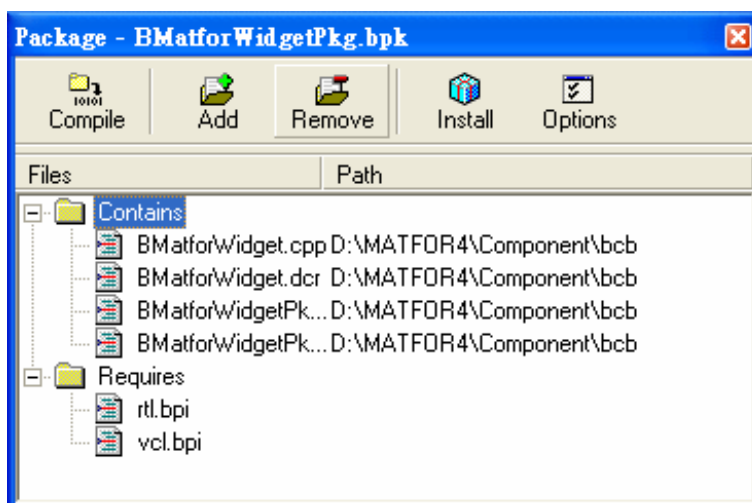 Package - BMatforWidgetPkg.bpk
Compile Add Remove Install Options
Files Path
Contains
BMatforWidget.cpp D:\MATFOR4\Component\bcb
BMatforWidget.dcr D:\MATFOR4\Component\bcb
BMatforWidgetPk... D:\MATFOR4\Component\bcb
BMatforWidgetPk... D:\MATFOR4\Component\bcb
Requires
rtl.bpi
vcl.bpi